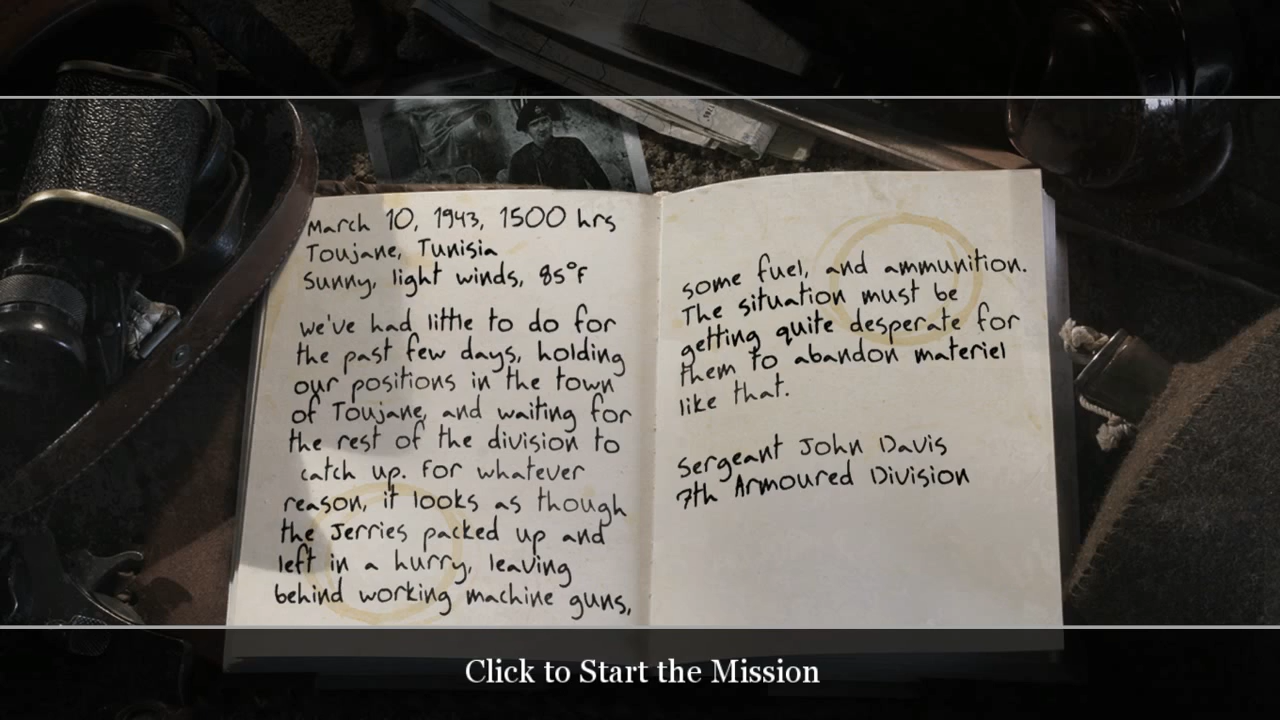 March 10, 1943, 1500 hrs
Toujane, Tunisia
Sunny, light winds, 85°F
We've had little to do for
the past few days, holding
our positions in the town
of Toujane, and waiting for
the rest of the division to
catch up. For whatever
reason, it looks as though
the Jerries packed up and
left in a hurry, leaving
behind working machine guns,
some fuel, and ammunition.
The situation must be
getting quite desperate for
them to abandon materiel
like that.
Sergeant John Davis
7th Armoured Division
Click to Start the Mission